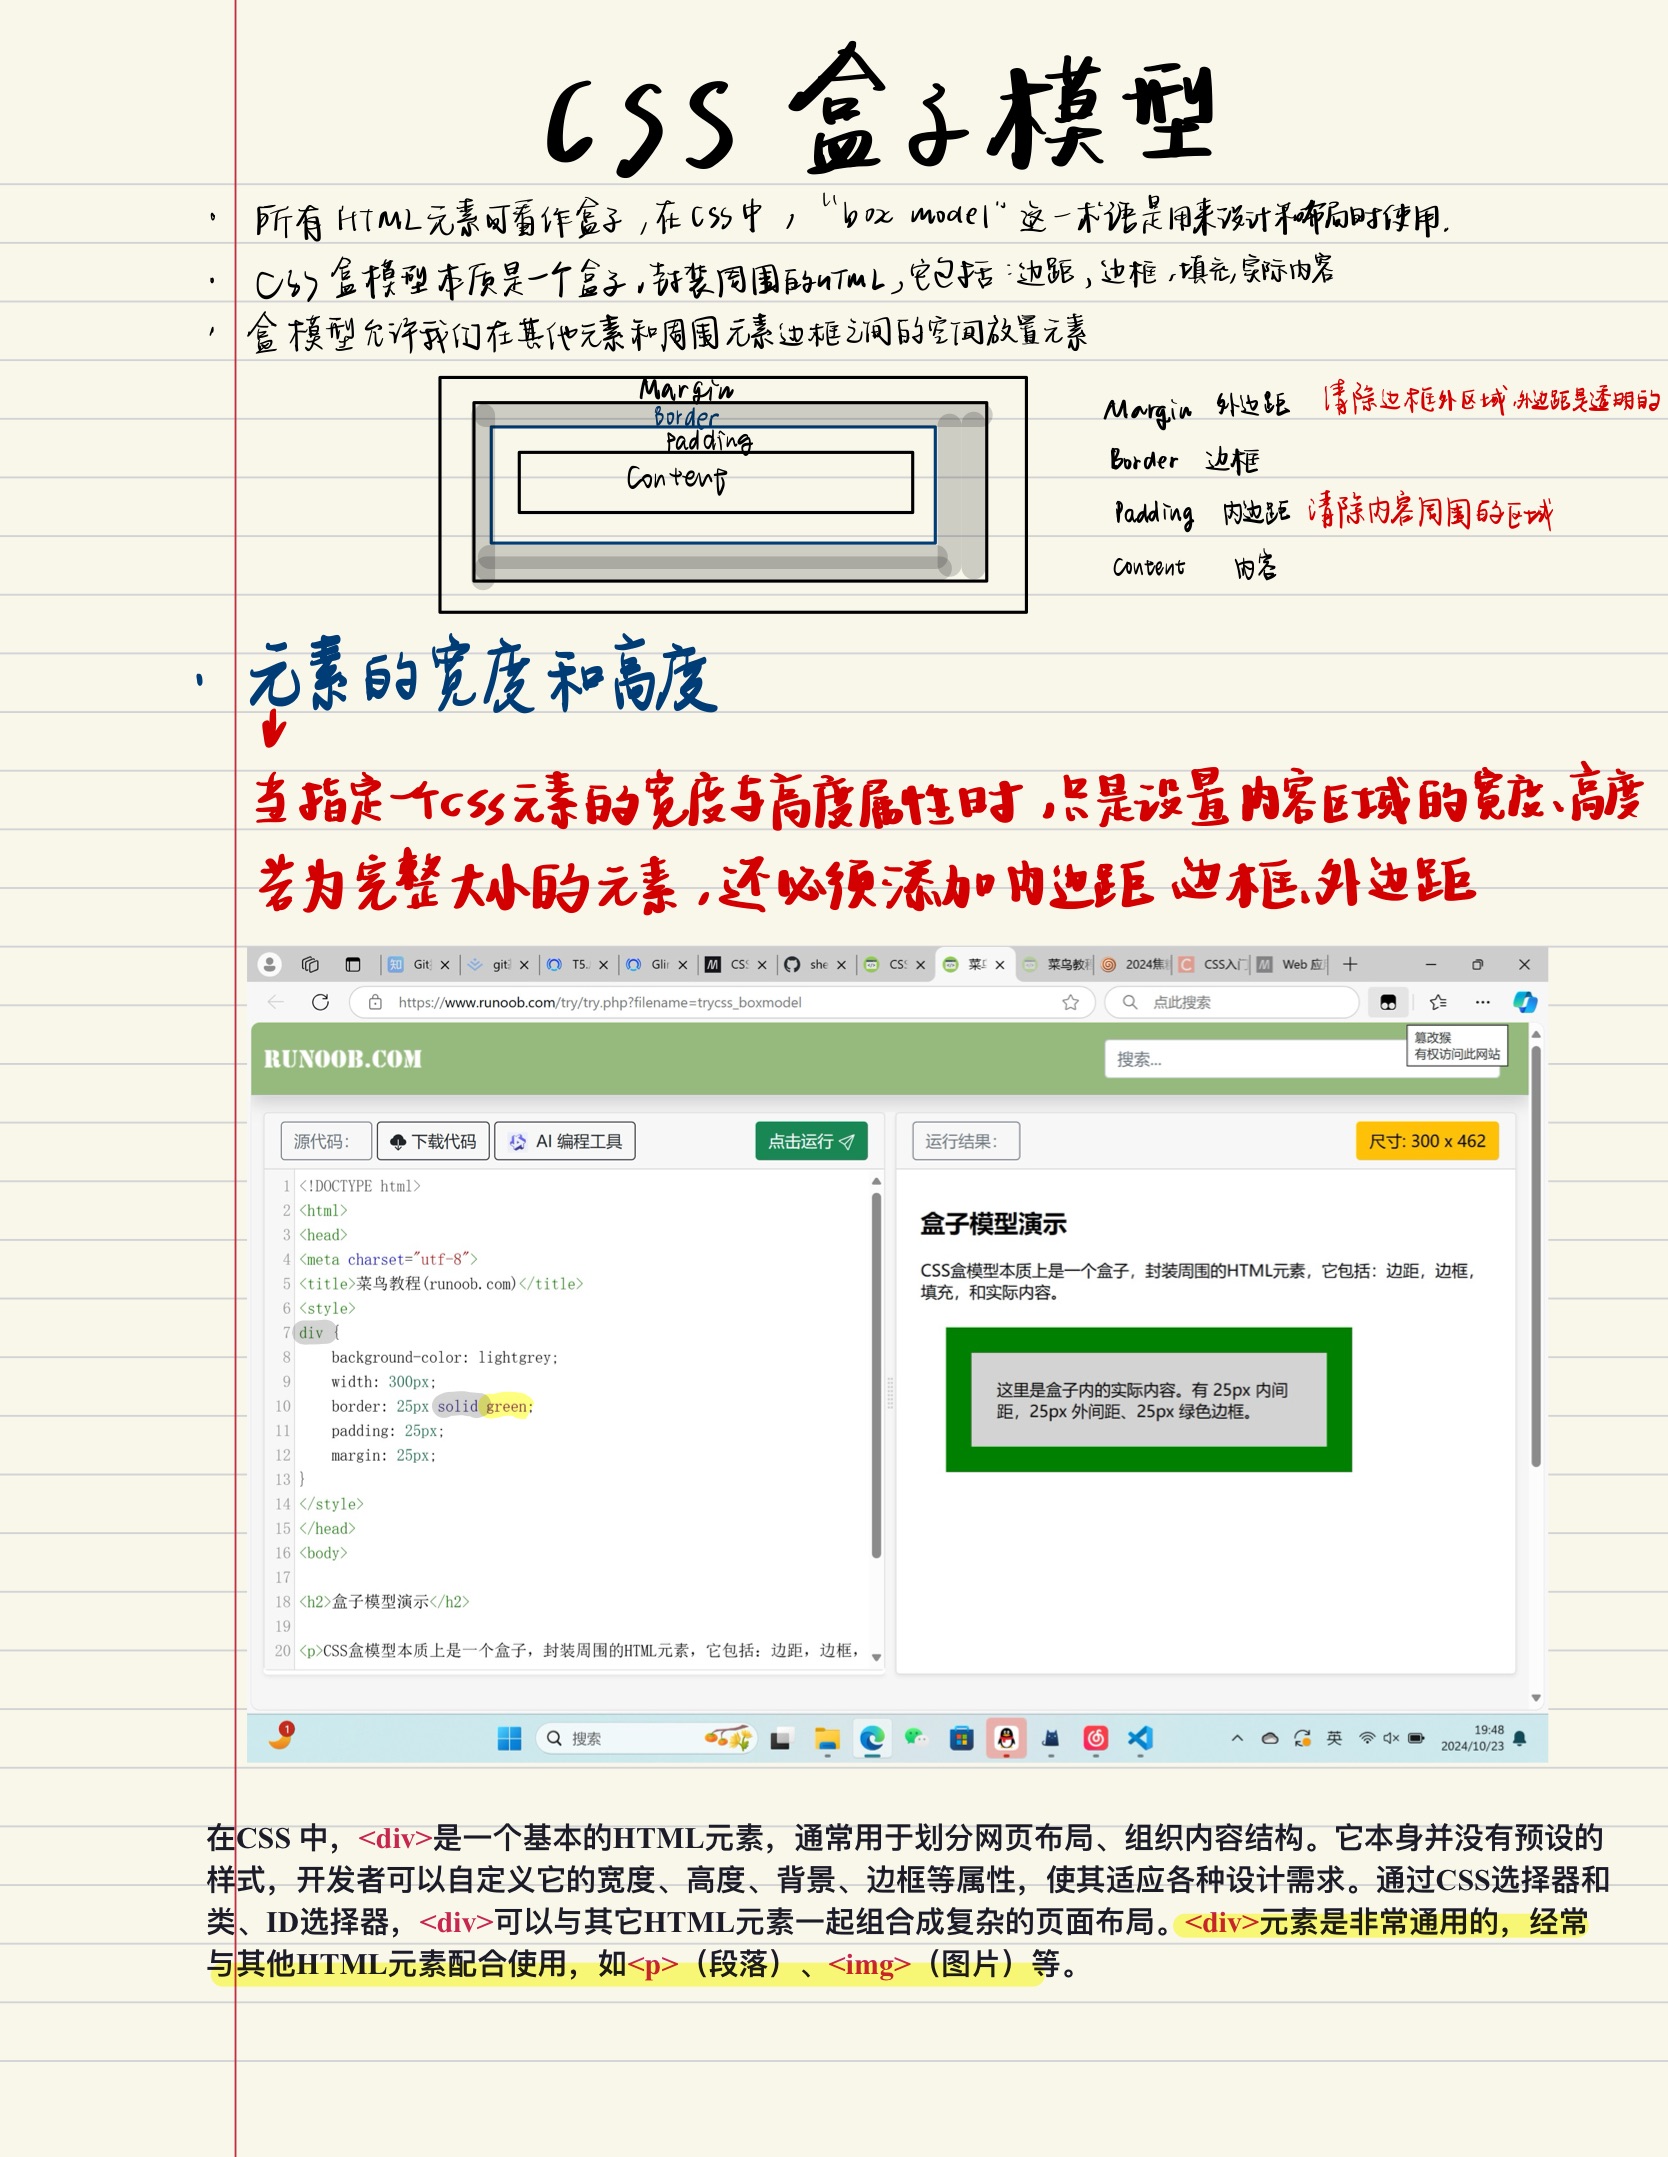 CSS 盒子模型
· 所有HTML元素可看作盒子,在CSS中,"box model"这一术语是用来设计和布局时使用.
· CSS盒模型本质是一个盒子,封装周围的HTML,它包括:边距,边框,填充,实际内容
· 盒模型允许我们在其他元素和周围元素边框之间的空间放置元素
Margin
Border
Padding
Content
Margin 外边距 清除边框外区域.外边距是透明的
Border 边框
Padding 内边距 清除内容周围的区域
Content 内容
· 元素的宽度和高度
当指定一个CSS元素的宽度与高度属性时,只是设置内容区域的宽度、高度
若为完整大小的元素,还必须添加内边距 边框、外边距
Git git T5. Gli CS: she CS: 菜 菜鸟教程 2024焦 CSS入门 Web 应
https://www.runoob.com/try/try.php?filename=trycss_boxmodel
点此搜索
篡改猴
有权访问此网站
RUNOOB.COM
搜索...
源代码: 下载代码 AI 编程工具 点击运行
运行结果: 尺寸: 300 x 462
1 <!DOCTYPE html>
2 <html>
3 <head>
4 <meta charset="utf-8">
5 <title>菜鸟教程(runoob.com)</title>
6 <style>
7 div {
8 background-color: lightgrey;
9 width: 300px;
10 border: 25px solid green;
11 padding: 25px;
12 margin: 25px;
13 }
14 </style>
15 </head>
16 <body>
17
18 <h2>盒子模型演示</h2>
19
20 <p>CSS盒模型本质上是一个盒子，封装周围的HTML元素，它包括：边距，边框，
盒子模型演示
CSS盒模型本质上是一个盒子，封装周围的HTML元素，它包括：边距，边框，
填充，和实际内容。
这里是盒子内的实际内容。有 25px 内间
距，25px 外间距、25px 绿色边框。
1
搜索
英
19:48
2024/10/23
在CSS 中，<div>是一个基本的HTML元素，通常用于划分网页布局、组织内容结构。它本身并没有预设的
样式，开发者可以自定义它的宽度、高度、背景、边框等属性，使其适应各种设计需求。通过CSS选择器和
类、ID选择器，<div>可以与其它HTML元素一起组合成复杂的页面布局。<div>元素是非常通用的，经常
与其他HTML元素配合使用，如<p>（段落）、<img>（图片）等。